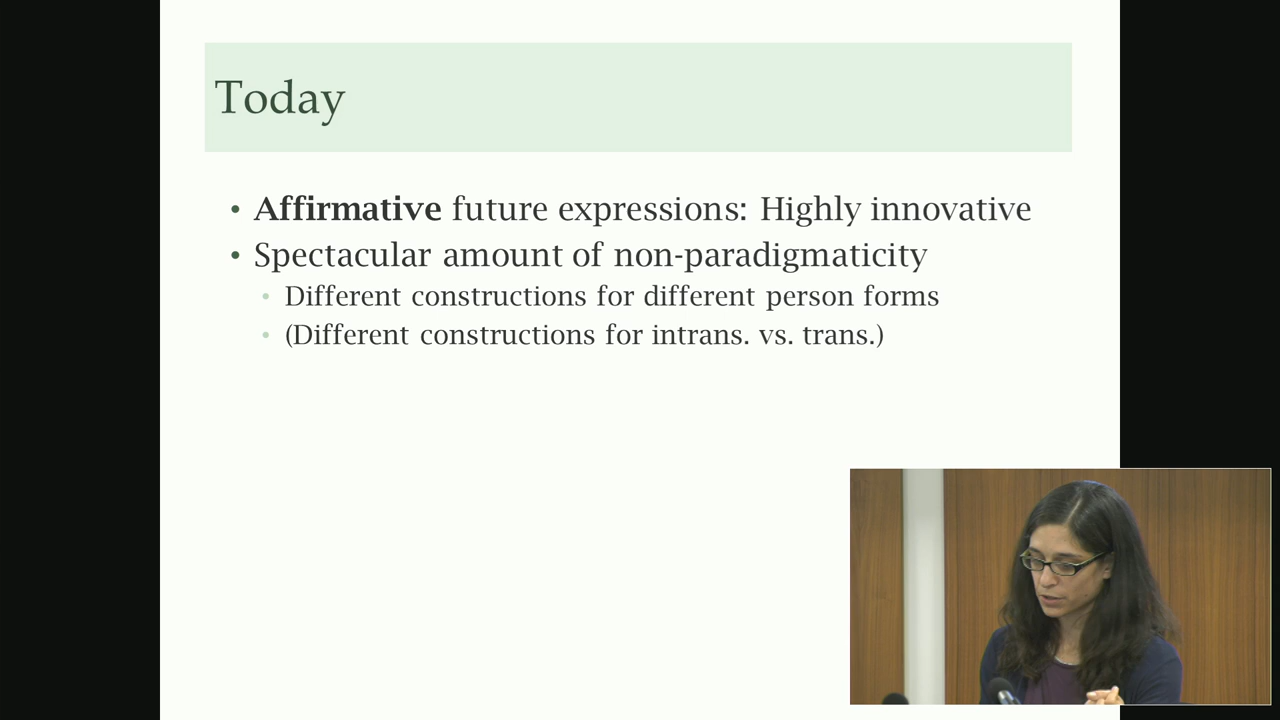 Today
• Affirmative future expressions: Highly innovative
• Spectacular amount of non-paradigmaticity
• Different constructions for different person forms
• (Different constructions for intrans. vs. trans.)